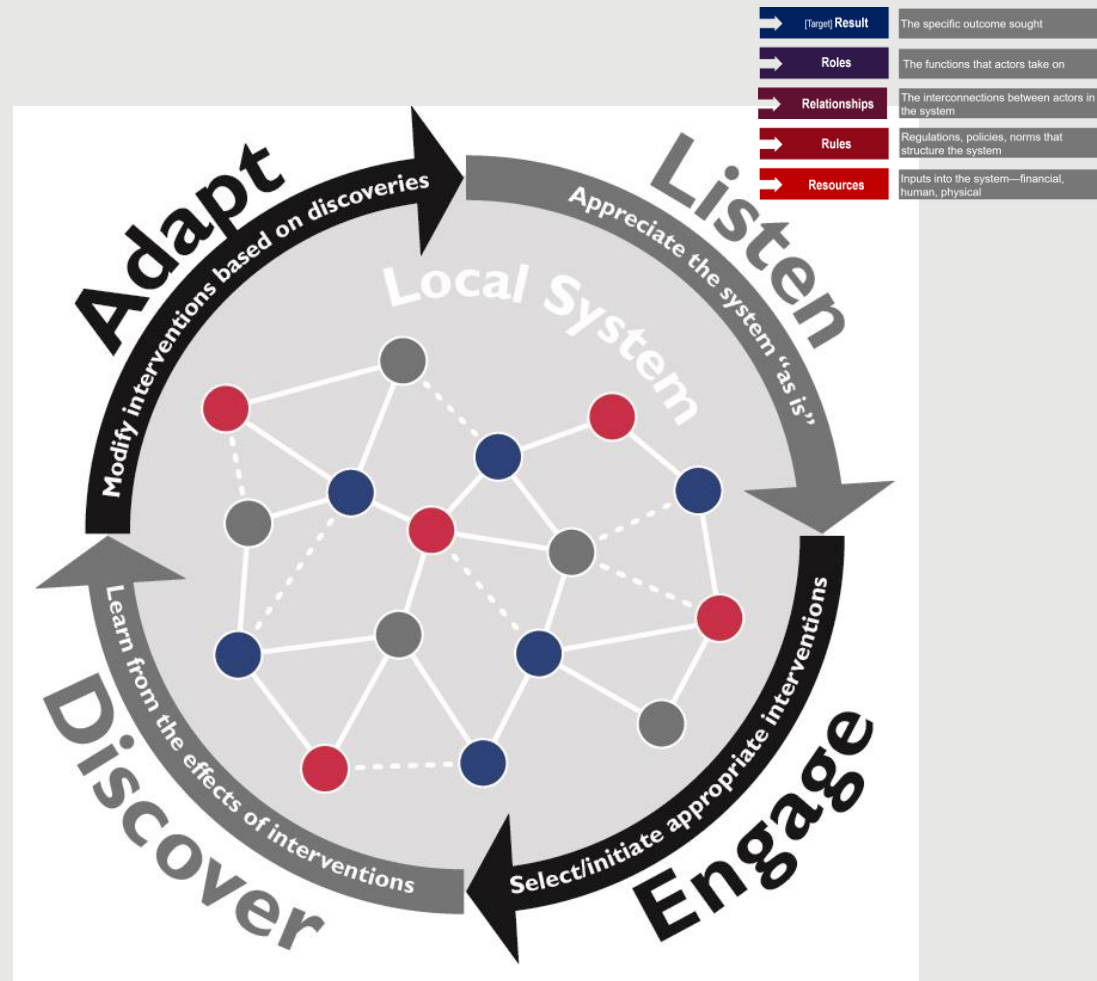 [Target] Result
The specific outcome sought
Roles
The functions that actors take on
Relationships
The interconnections between actors in
the system
Rules
Regulations, policies, norms that
structure the system
Resources
Inputs into the system—financial,
human, physical
Adapt
Modify interventions based on discoveries
Listen
Appreciate the system “as is”
Local System
Engage
Select/initiate appropriate interventions
Discover
Learn from the effects of interventions